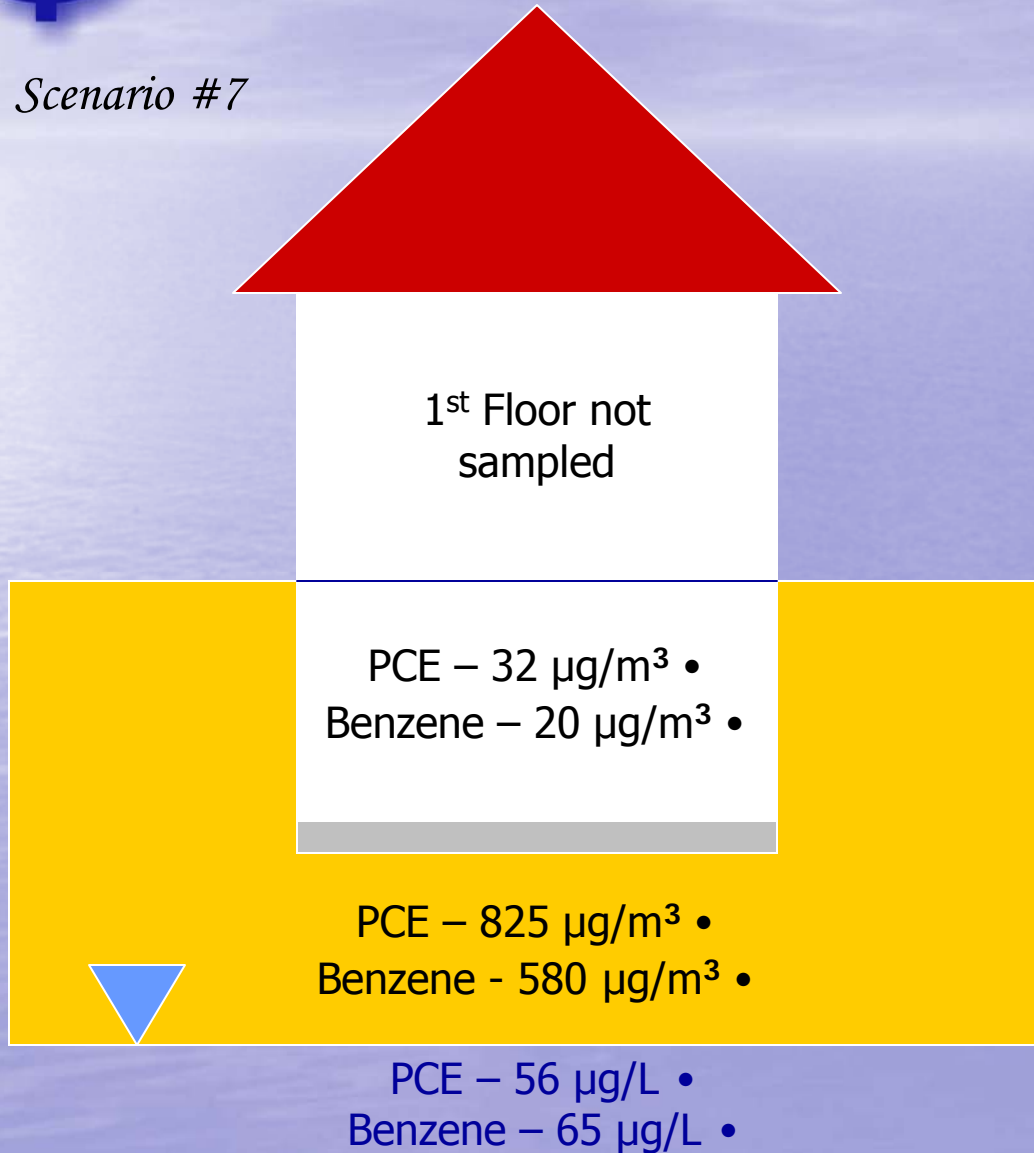 Scenario #7
1st Floor not
sampled
PCE – 32 µg/m³ •
Benzene – 20 µg/m³ •
PCE – 825 µg/m³ •
Benzene - 580 µg/m³ •
PCE – 56 µg/L •
Benzene – 65 µg/L •